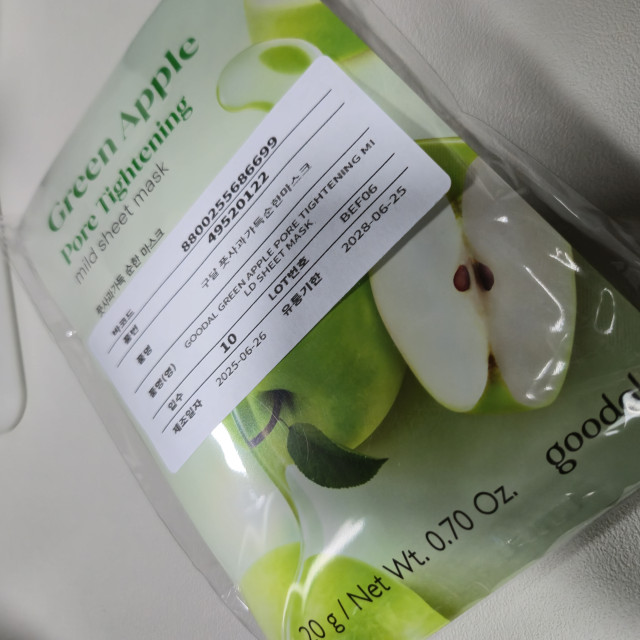 Green Apple
Pore Tightening
mild sheet mask
풋사과가득 순한 마스크
바코드 8800255686699
품번 49520122
품명 구달 풋사과가득순한마스크
품명(영) GOODAL GREEN APPLE PORE TIGHTENING MI
LD SHEET MASK
입수 10 LOT번호 BEF06
제조일자 2025-06-26 유통기한 2028-06-25
goodal
20 g / Net Wt. 0.70 Oz.